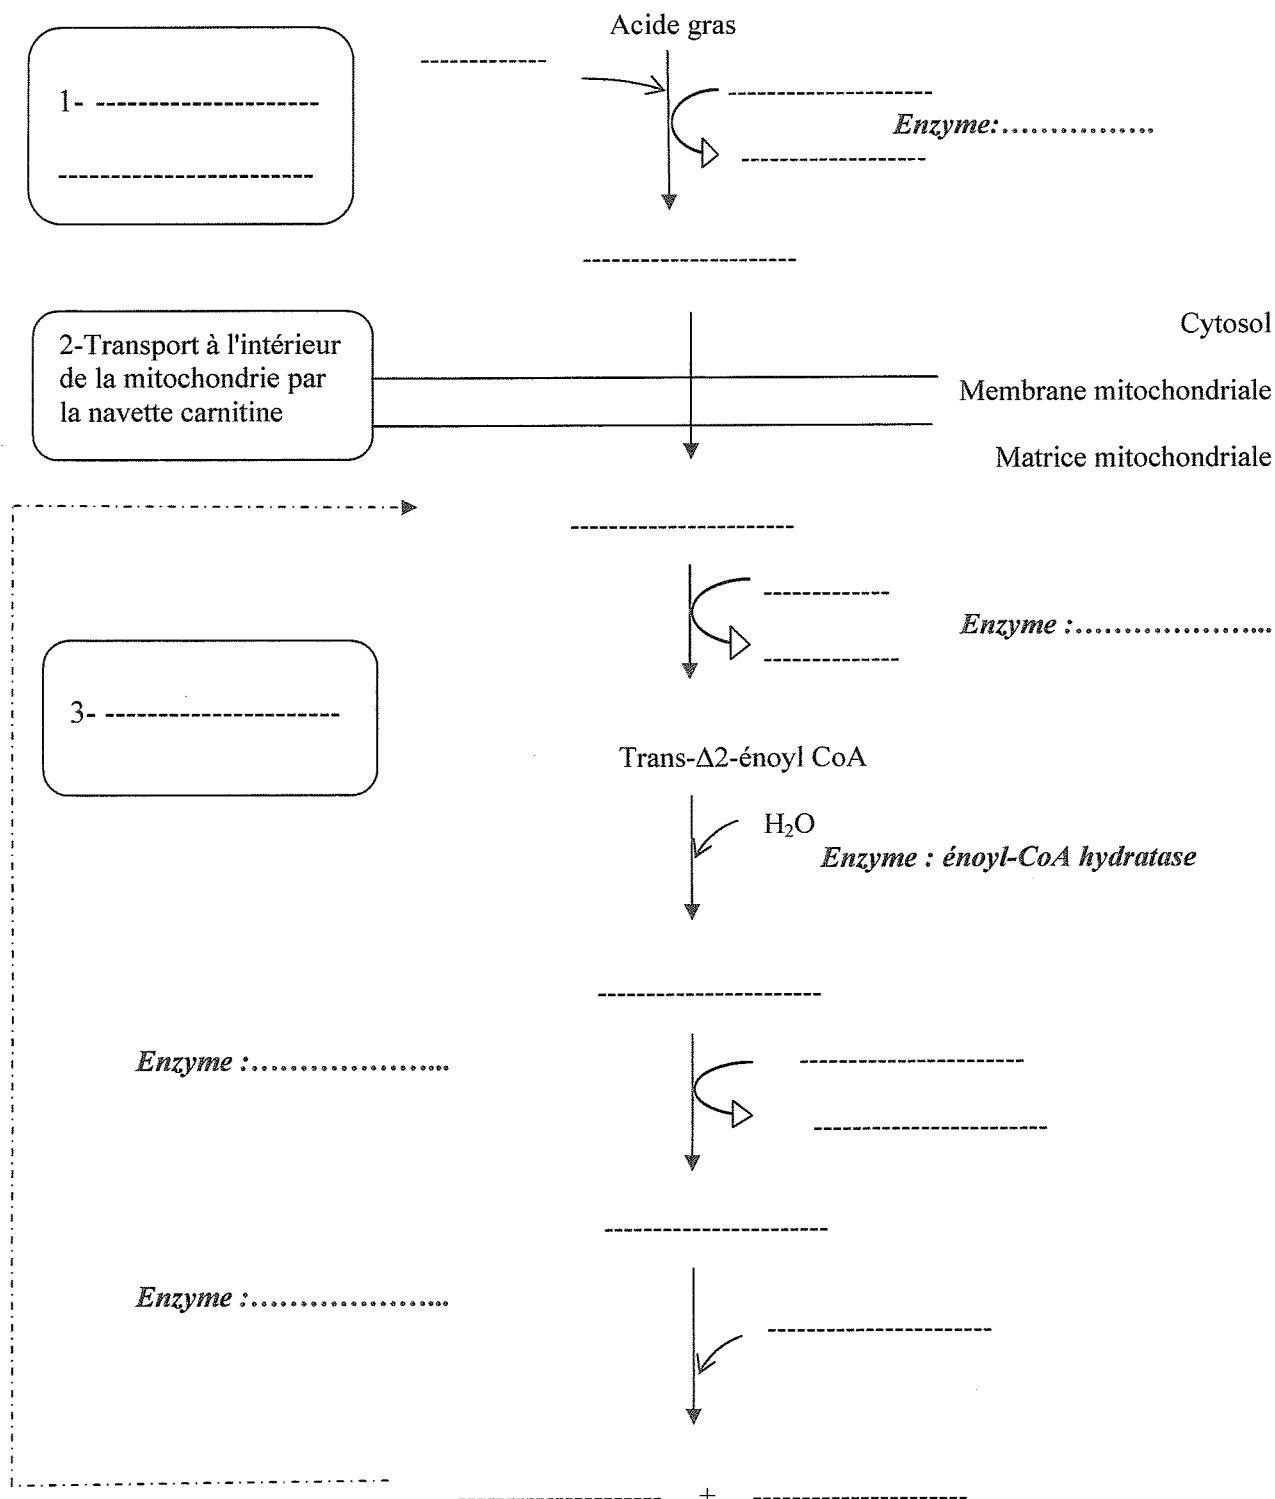 Acide gras
1- --------------------
--------------------
Enzyme:................
2-Transport à l'intérieur
de la mitochondrie par
la navette carnitine
Cytosol
Membrane mitochondriale
Matrice mitochondriale
Enzyme :.......................
3- --------------------
Trans-Δ2-énoyl CoA
H₂O
Enzyme : énoyl-CoA hydratase
Enzyme :.......................
Enzyme :.......................
+